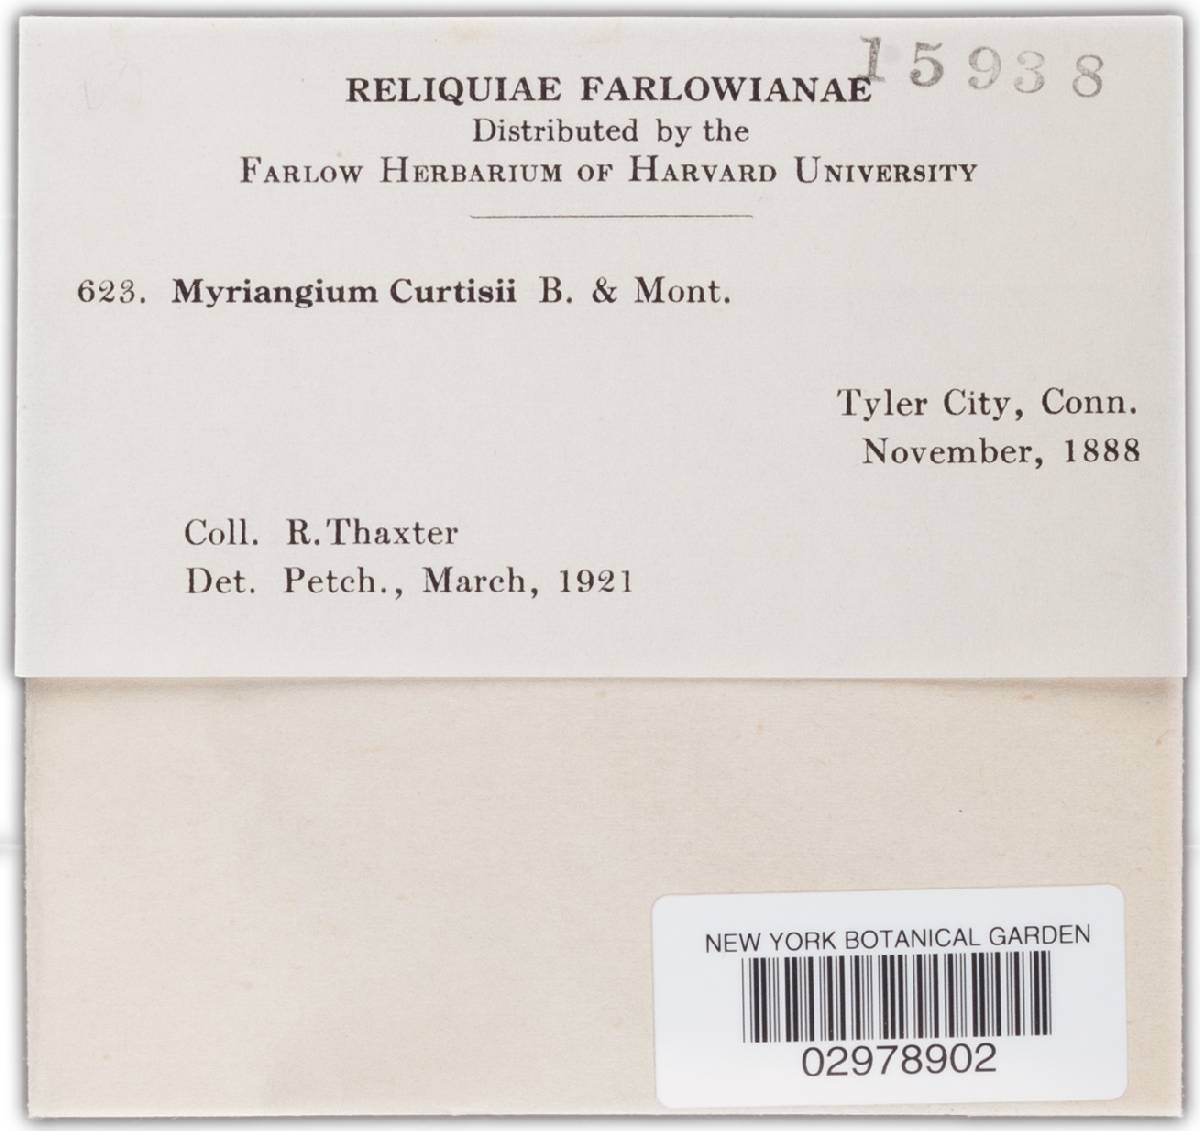 15938
RELIQUIAE FARLOWIANAE
Distributed by the
FARLOW HERBARIUM OF HARVARD UNIVERSITY
623. Myriangium Curtisii B. & Mont.
Tyler City, Conn.
November, 1888
Coll. R. Thaxter
Det. Petch., March, 1921
NEW YORK BOTANICAL GARDEN
02978902